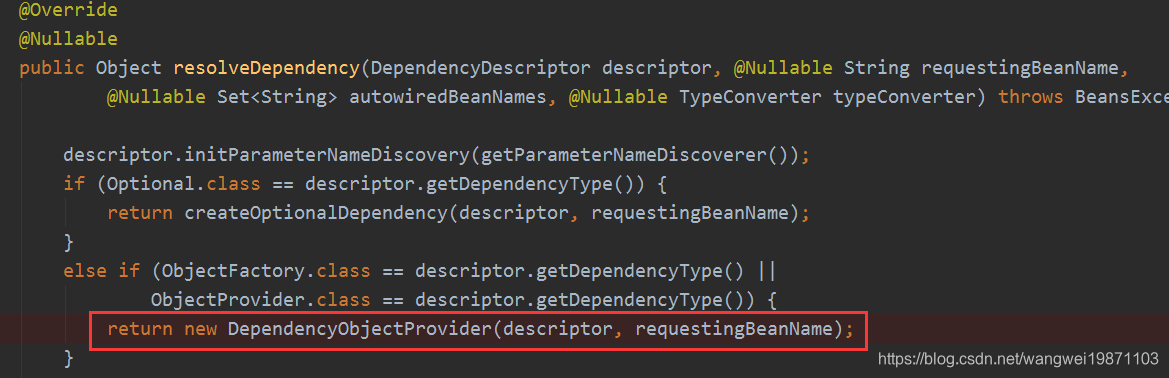 @Override
@Nullable
public Object resolveDependency(DependencyDescriptor descriptor, @Nullable String requestingBeanName,
@Nullable Set<String> autowiredBeanNames, @Nullable TypeConverter typeConverter) throws BeansExce
descriptor.initParameterNameDiscovery(getParameterNameDiscoverer());
if (Optional.class == descriptor.getDependencyType()) {
return createOptionalDependency(descriptor, requestingBeanName);
}
else if (ObjectFactory.class == descriptor.getDependencyType() ||
ObjectProvider.class == descriptor.getDependencyType()) {
return new DependencyObjectProvider(descriptor, requestingBeanName);
}
https://blog.csdn.net/wangwei19871103